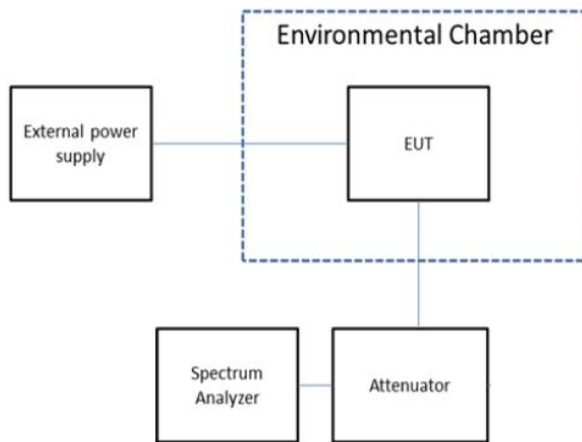 Environmental Chamber
External power
supply
EUT
Spectrum
Analyzer
Attenuator